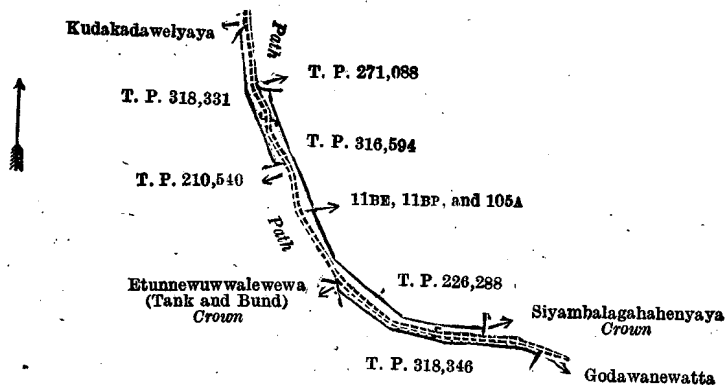 Kudakadawelyaya
Path
T. P. 271,088
T. P. 318,331
T. P. 316,594
T. P. 210,540
11BE, 11BP, and 105A
Path
Etunnewuwwalewewa
(Tank and Bund)
Crown
T. P. 226,288
Siyambalagahahenyaya
Crown
T. P. 318,346
Godawanewatta